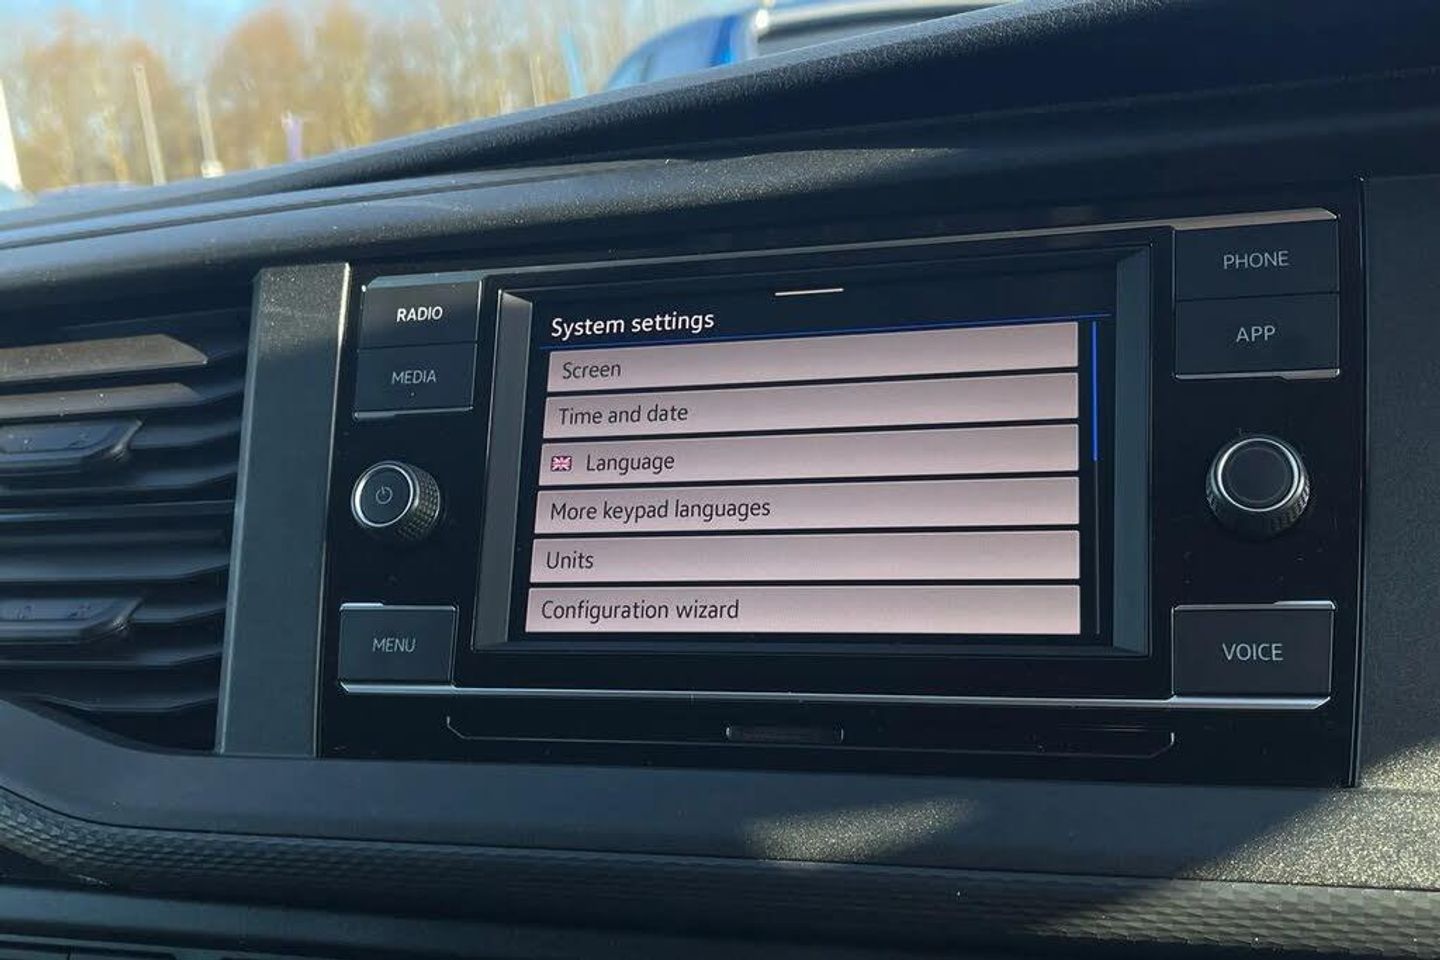 RADIO
MEDIA
MENU
System settings
Screen
Time and date
Language
More keypad languages
Units
Configuration wizard
PHONE
APP
VOICE